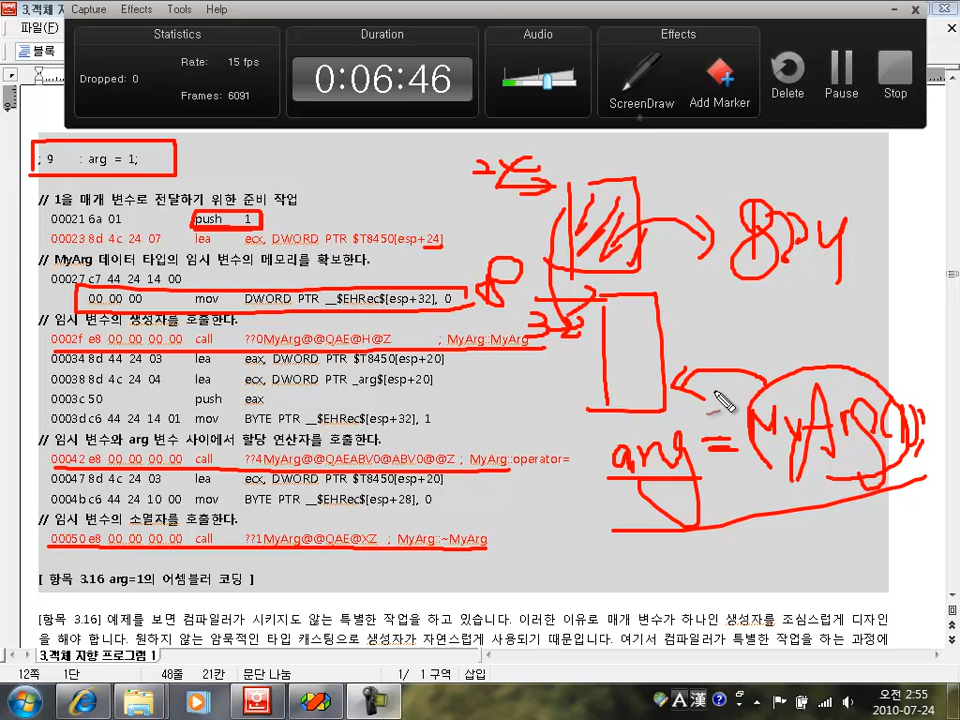 3.객체 지
Capture Effects Tools Help
파일(F)
블록
Statistics
Dropped: 0
Rate: 15 fps
Frames: 6091
Duration
0:06:46
Audio
Effects
ScreenDraw
Add Marker
Delete
Pause
Stop
; 9 : arg = 1;
// 1을 매개 변수로 전달하기 위한 준비 작업
00021 6a 01 push 1
00023 8d 4c 24 07 lea ecx, DWORD PTR $T8450[esp+24]
// MyArg 데이터 타입의 임시 변수의 메모리를 확보한다.
00027 c7 44 24 14 00
00 00 00 mov DWORD PTR __$EHRec$[esp+32], 0
// 임시 변수의 생성자를 호출한다.
0002f e8 00 00 00 00 call ??0MyArg@@QAE@H@Z ; MyArg::MyArg
00034 8d 44 24 03 lea eax, DWORD PTR $T8450[esp+20]
00038 8d 4c 24 04 lea ecx, DWORD PTR _arg$[esp+20]
0003c 50 push eax
0003d c6 44 24 14 01 mov BYTE PTR __$EHRec$[esp+32], 1
// 임시 변수와 arg 변수 사이에서 할당 연산자를 호출한다.
00042 e8 00 00 00 00 call ??4MyArg@@QAEABV0@ABV0@@Z ; MyArg::operator=
00047 8d 4c 24 03 lea ecx, DWORD PTR $T8450[esp+20]
0004b c6 44 24 10 00 mov BYTE PTR __$EHRec$[esp+28], 0
// 임시 변수의 소멸자를 호출한다.
00050 e8 00 00 00 00 call ??1MyArg@@QAE@XZ ; MyArg::~MyArg
[ 항목 3.16 arg=1의 어셈블러 코딩 ]
24
8
32
8
4
arg = MyArg()
[항목 3.16] 예제를 보면 컴파일러가 시키지도 않는 특별한 작업을 하고 있습니다. 이러한 이유로 매개 변수가 하나인 생성자를 조심스럽게 디자인
을 해야 합니다. 원하지 않는 암묵적인 타입 캐스팅으로 생성자가 자연스럽게 사용되기 때문입니다. 여기서 컴파일러가 특별한 작업을 하는 과정에
3.객체 지향 프로그램 1
12쪽 1단 48줄 21칸 문단 나눔 1/ 1 구역 삽입
A 漢
오전 2:55
2010-07-24